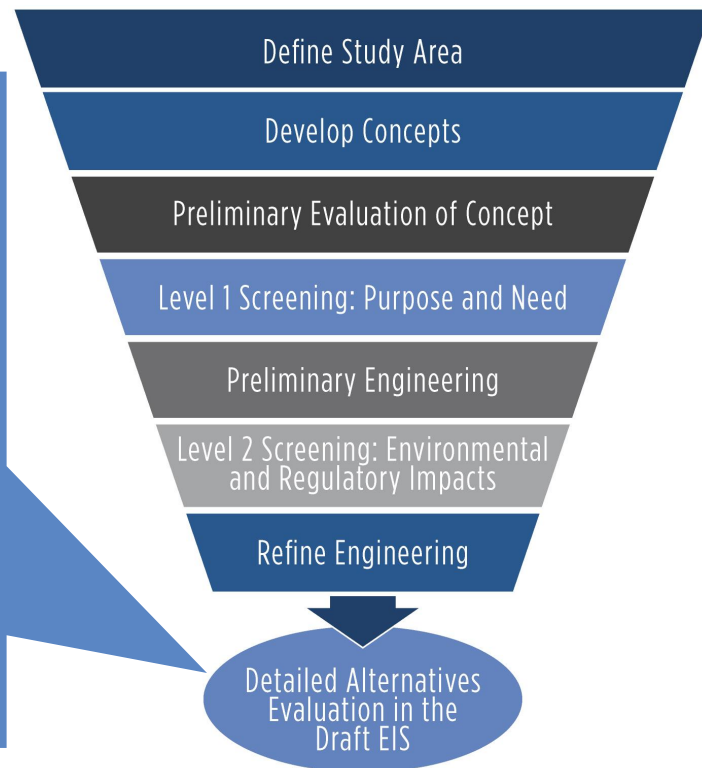 Define Study Area
Develop Concepts
Preliminary Evaluation of Concept
Level 1 Screening: Purpose and Need
Preliminary Engineering
Level 2 Screening: Environmental
and Regulatory Impacts
Refine Engineering
Detailed Alternatives
Evaluation in the
Draft EIS